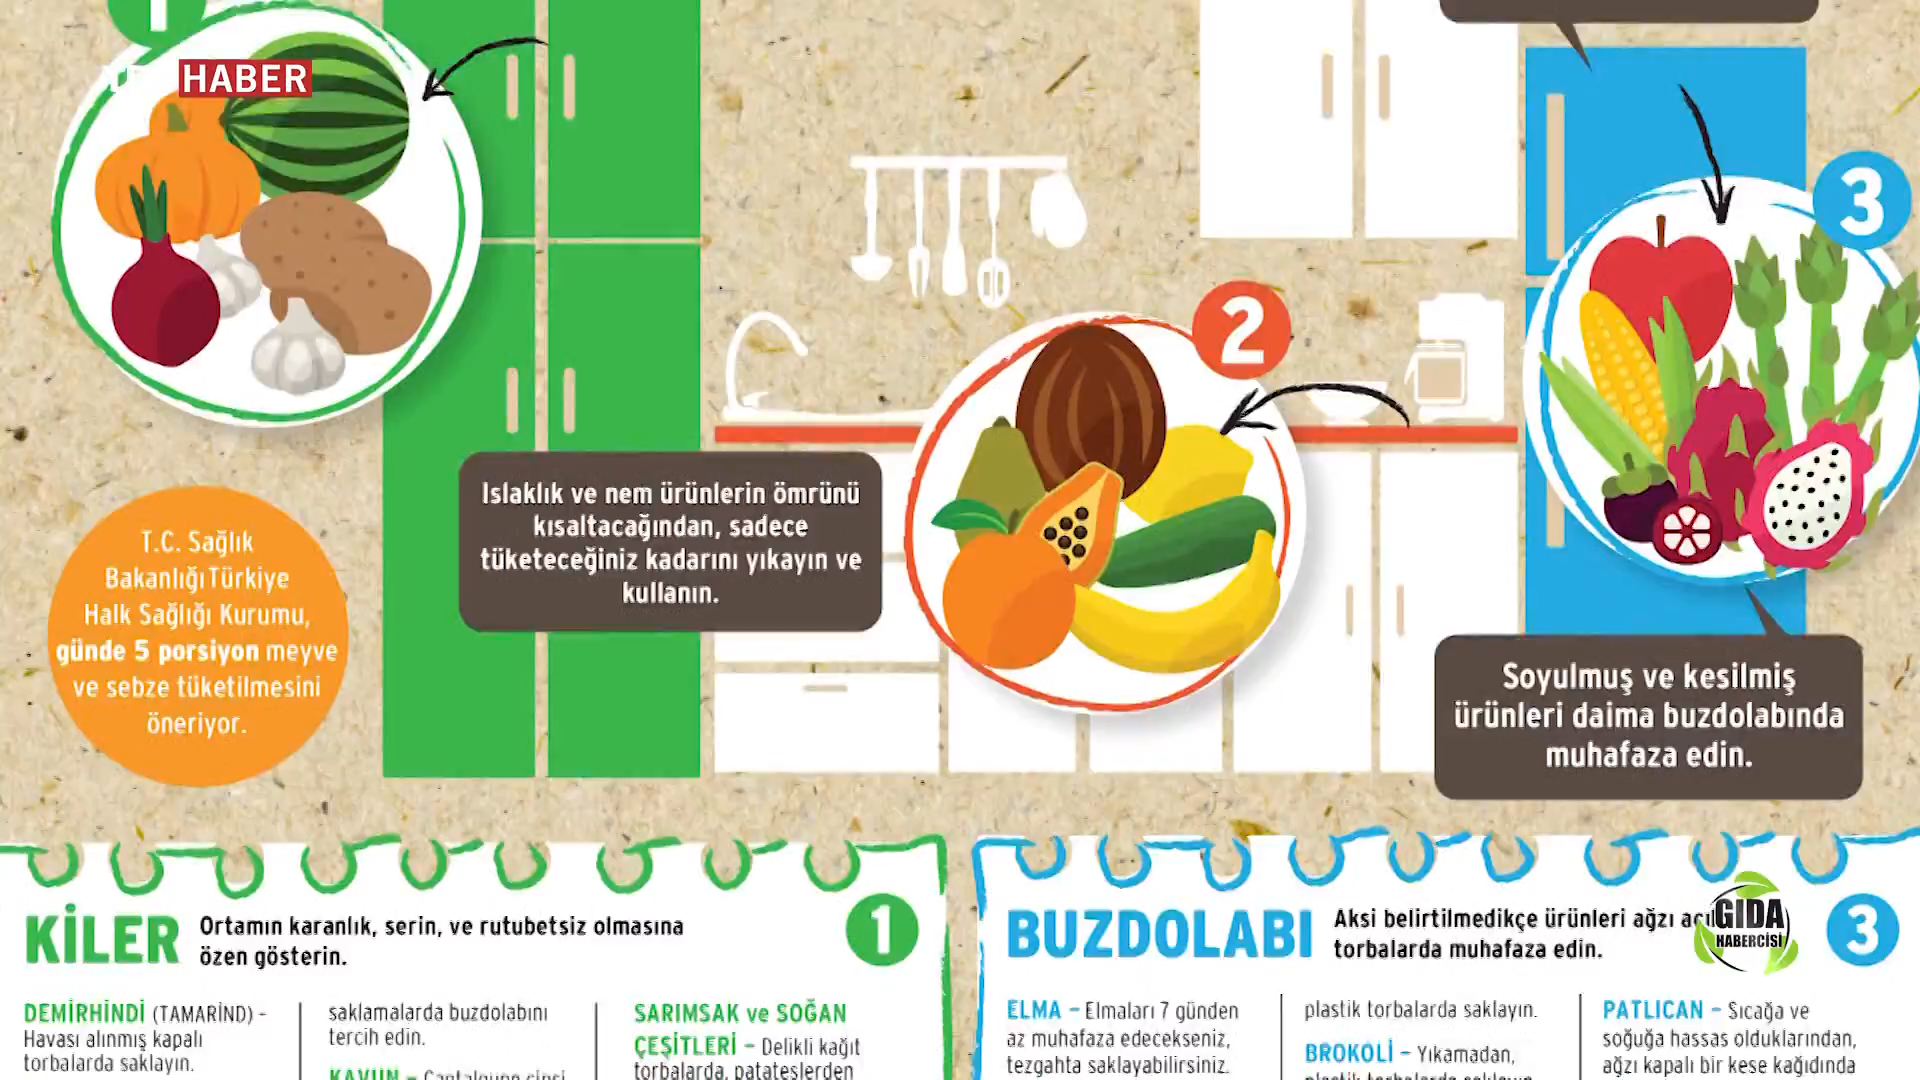 1
HABER
3
2
Islaklık ve nem ürünlerin ömrünü
kısaltacağından, sadece
tüketeceğiniz kadarını yıkayın ve
kullanın.
T.C. Sağlık
Bakanlığı Türkiye
Halk Sağlığı Kurumu,
günde 5 porsiyon meyve
ve sebze tüketilmesini
öneriyor.
Soyulmuş ve kesilmiş
ürünleri daima buzdolabında
muhafaza edin.
KİLER
Ortamın karanlık, serin, ve rutubetsiz olmasına
özen gösterin.
1
DEMİRHİNDİ (TAMARİND) –
Havası alınmış kapalı
torbalarda saklayın.
saklamalarda buzdolabını
tercih edin.
KAVUN –
SARIMSAK ve SOĞAN
ÇEŞİTLERİ – Delikli kağıt
torbalarda, patateslerden
BUZDOLABI
Aksi belirtilmedikçe ürünleri ağzı
torbalarda muhafaza edin.
GIDA
HABERCİSİ
3
ELMA – Elmaları 7 günden
az muhafaza edecekseniz,
tezgahta saklayabilirsiniz.
plastik torbalarda saklayın.
BROKOLİ – Yıkamadan,
plastik torbalarda saklayın.
PATLICAN – Sıcağa ve
soğuğa hassas olduklarından,
ağzı kapalı bir kese kağıdında